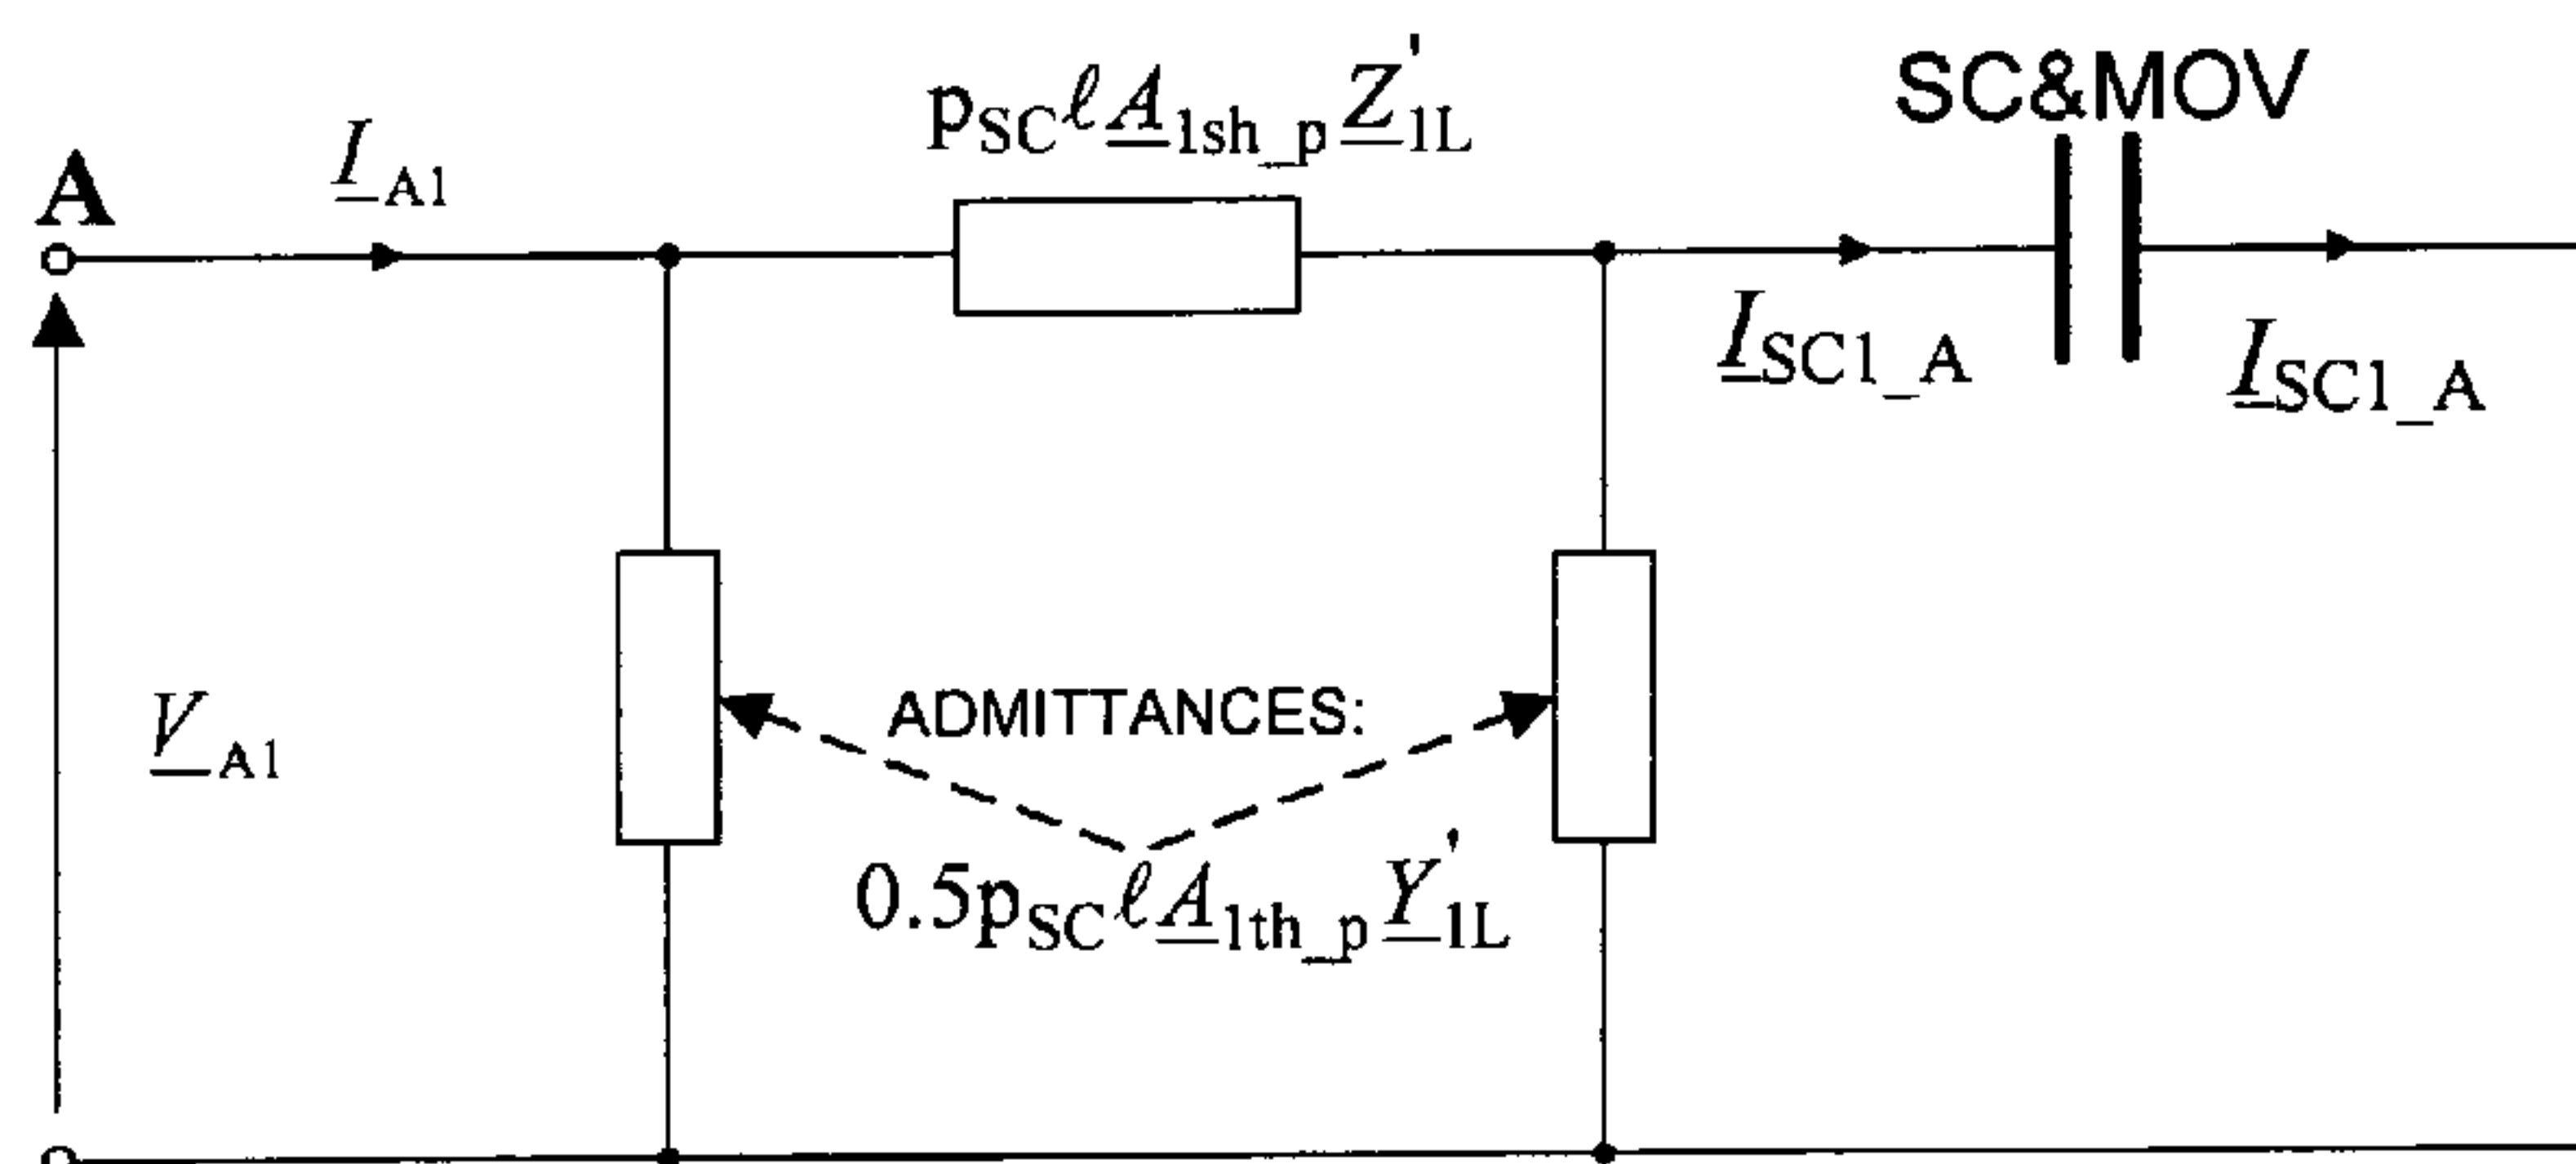 p_SC ℓ A_1sh_p Z'_1L
SC&MOV
A
I_A1
I_SC1_A
I_SC1_A
V_A1
ADMITTANCES:
0.5p_SC ℓ A_1th_p Y'_1L